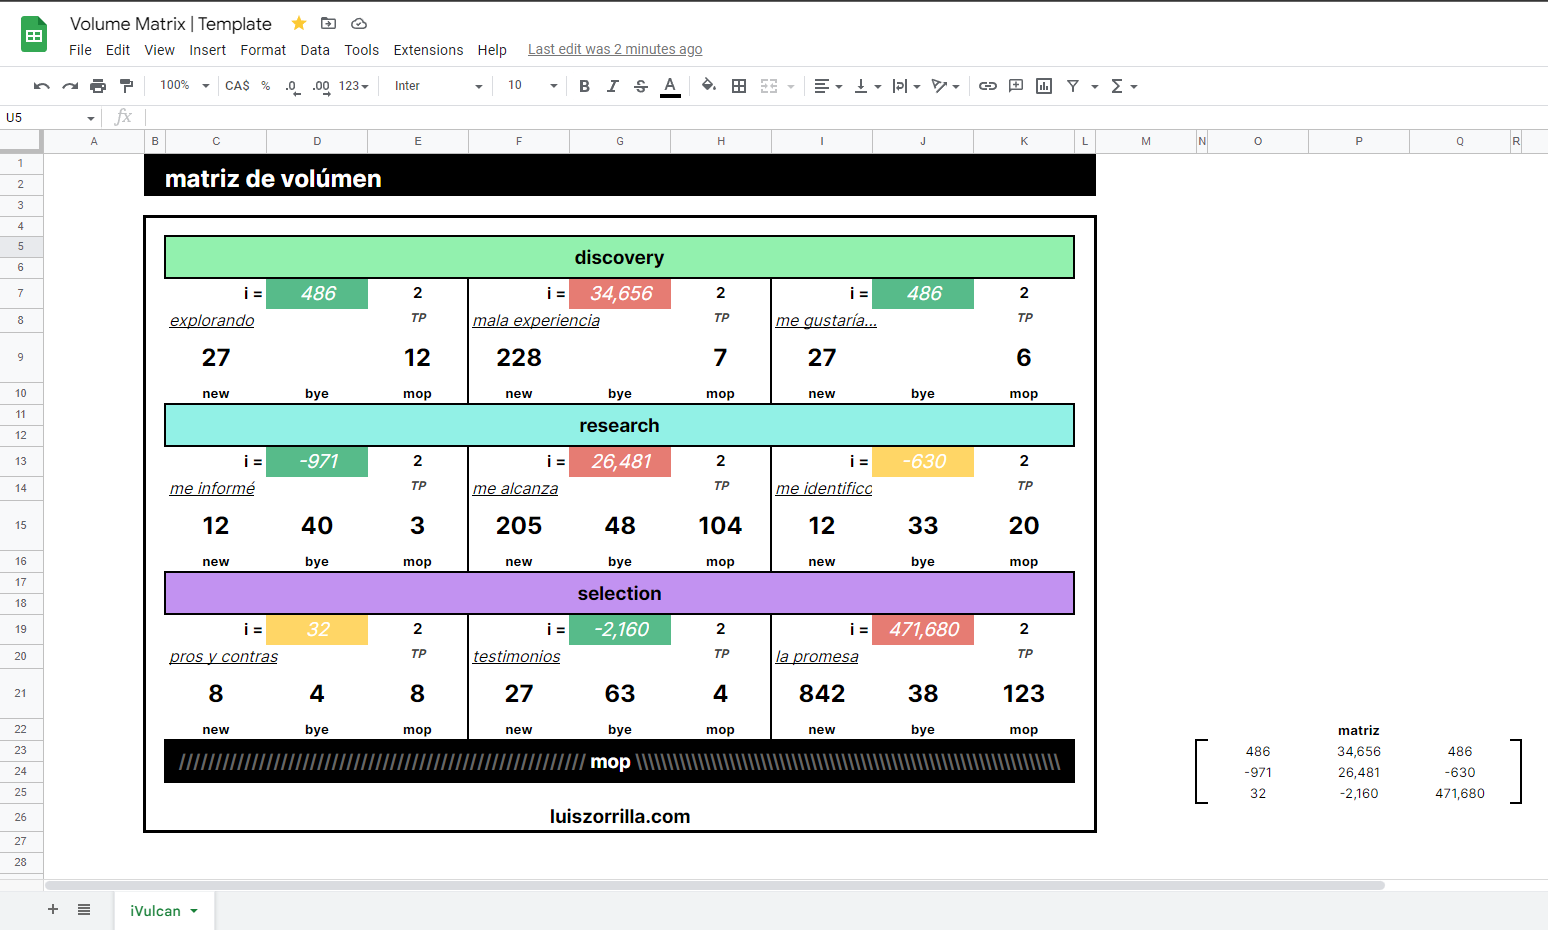 Volume Matrix | Template
File Edit View Insert Format Data Tools Extensions Help Last edit was 2 minutes ago
100% CA$ % .0 .00 123 Inter 10 B I S A
U5 fx
A B C D E F G H I J K L M N O P Q R
1
matriz de volúmen
2
3
4
5
discovery
6
7 i = 486 2 i = 34,656 2 i = 486 2
8 explorando TP mala experiencia TP me gustaría... TP
9 27 12 228 7 27 6
10 new bye mop new bye mop new bye mop
11
research
12
13 i = -971 2 i = 26,481 2 i = -630 2
14 me informé TP me alcanza TP me identifico TP
15 12 40 3 205 48 104 12 33 20
16 new bye mop new bye mop new bye mop
17
selection
18
19 i = 32 2 i = -2,160 2 i = 471,680 2
20 pros y contras TP testimonios TP la promesa TP
21 8 4 8 27 63 4 842 38 123
22 new bye mop new bye mop new bye mop matriz
23 486 34,656 486
mop
24 -971 26,481 -630
25 32 -2,160 471,680
26 luiszorrilla.com
27
28
+ iVulcan